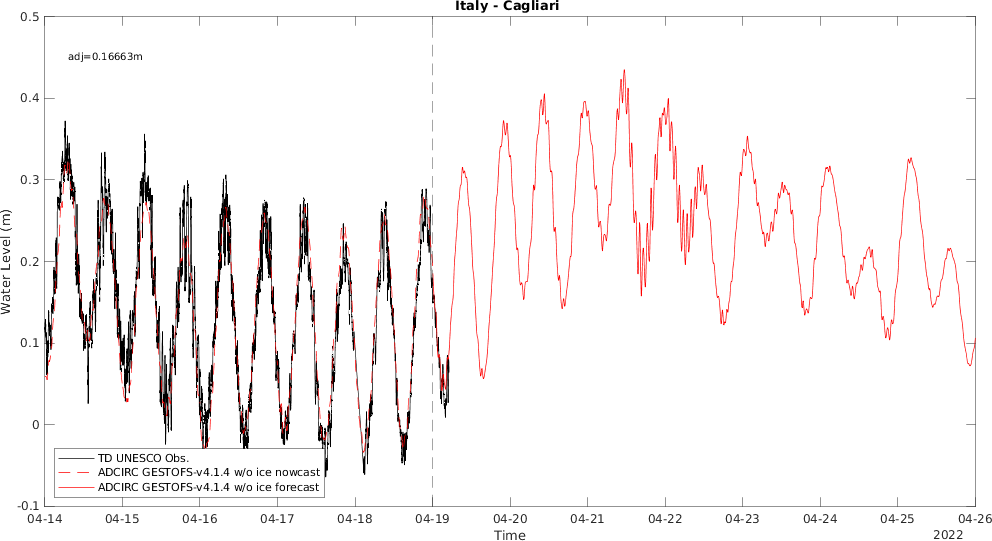 Italy - Cagliari
0.5
adj=0.16663m
0.4
0.3
0.2
0.1
0
-0.1
Water Level (m)
TD UNESCO Obs.
ADCIRC GESTOFS-v4.1.4 w/o ice nowcast
ADCIRC GESTOFS-v4.1.4 w/o ice forecast
04-14 04-15 04-16 04-17 04-18 04-19 04-20 04-21 04-22 04-23 04-24 04-25 04-26
Time
2022